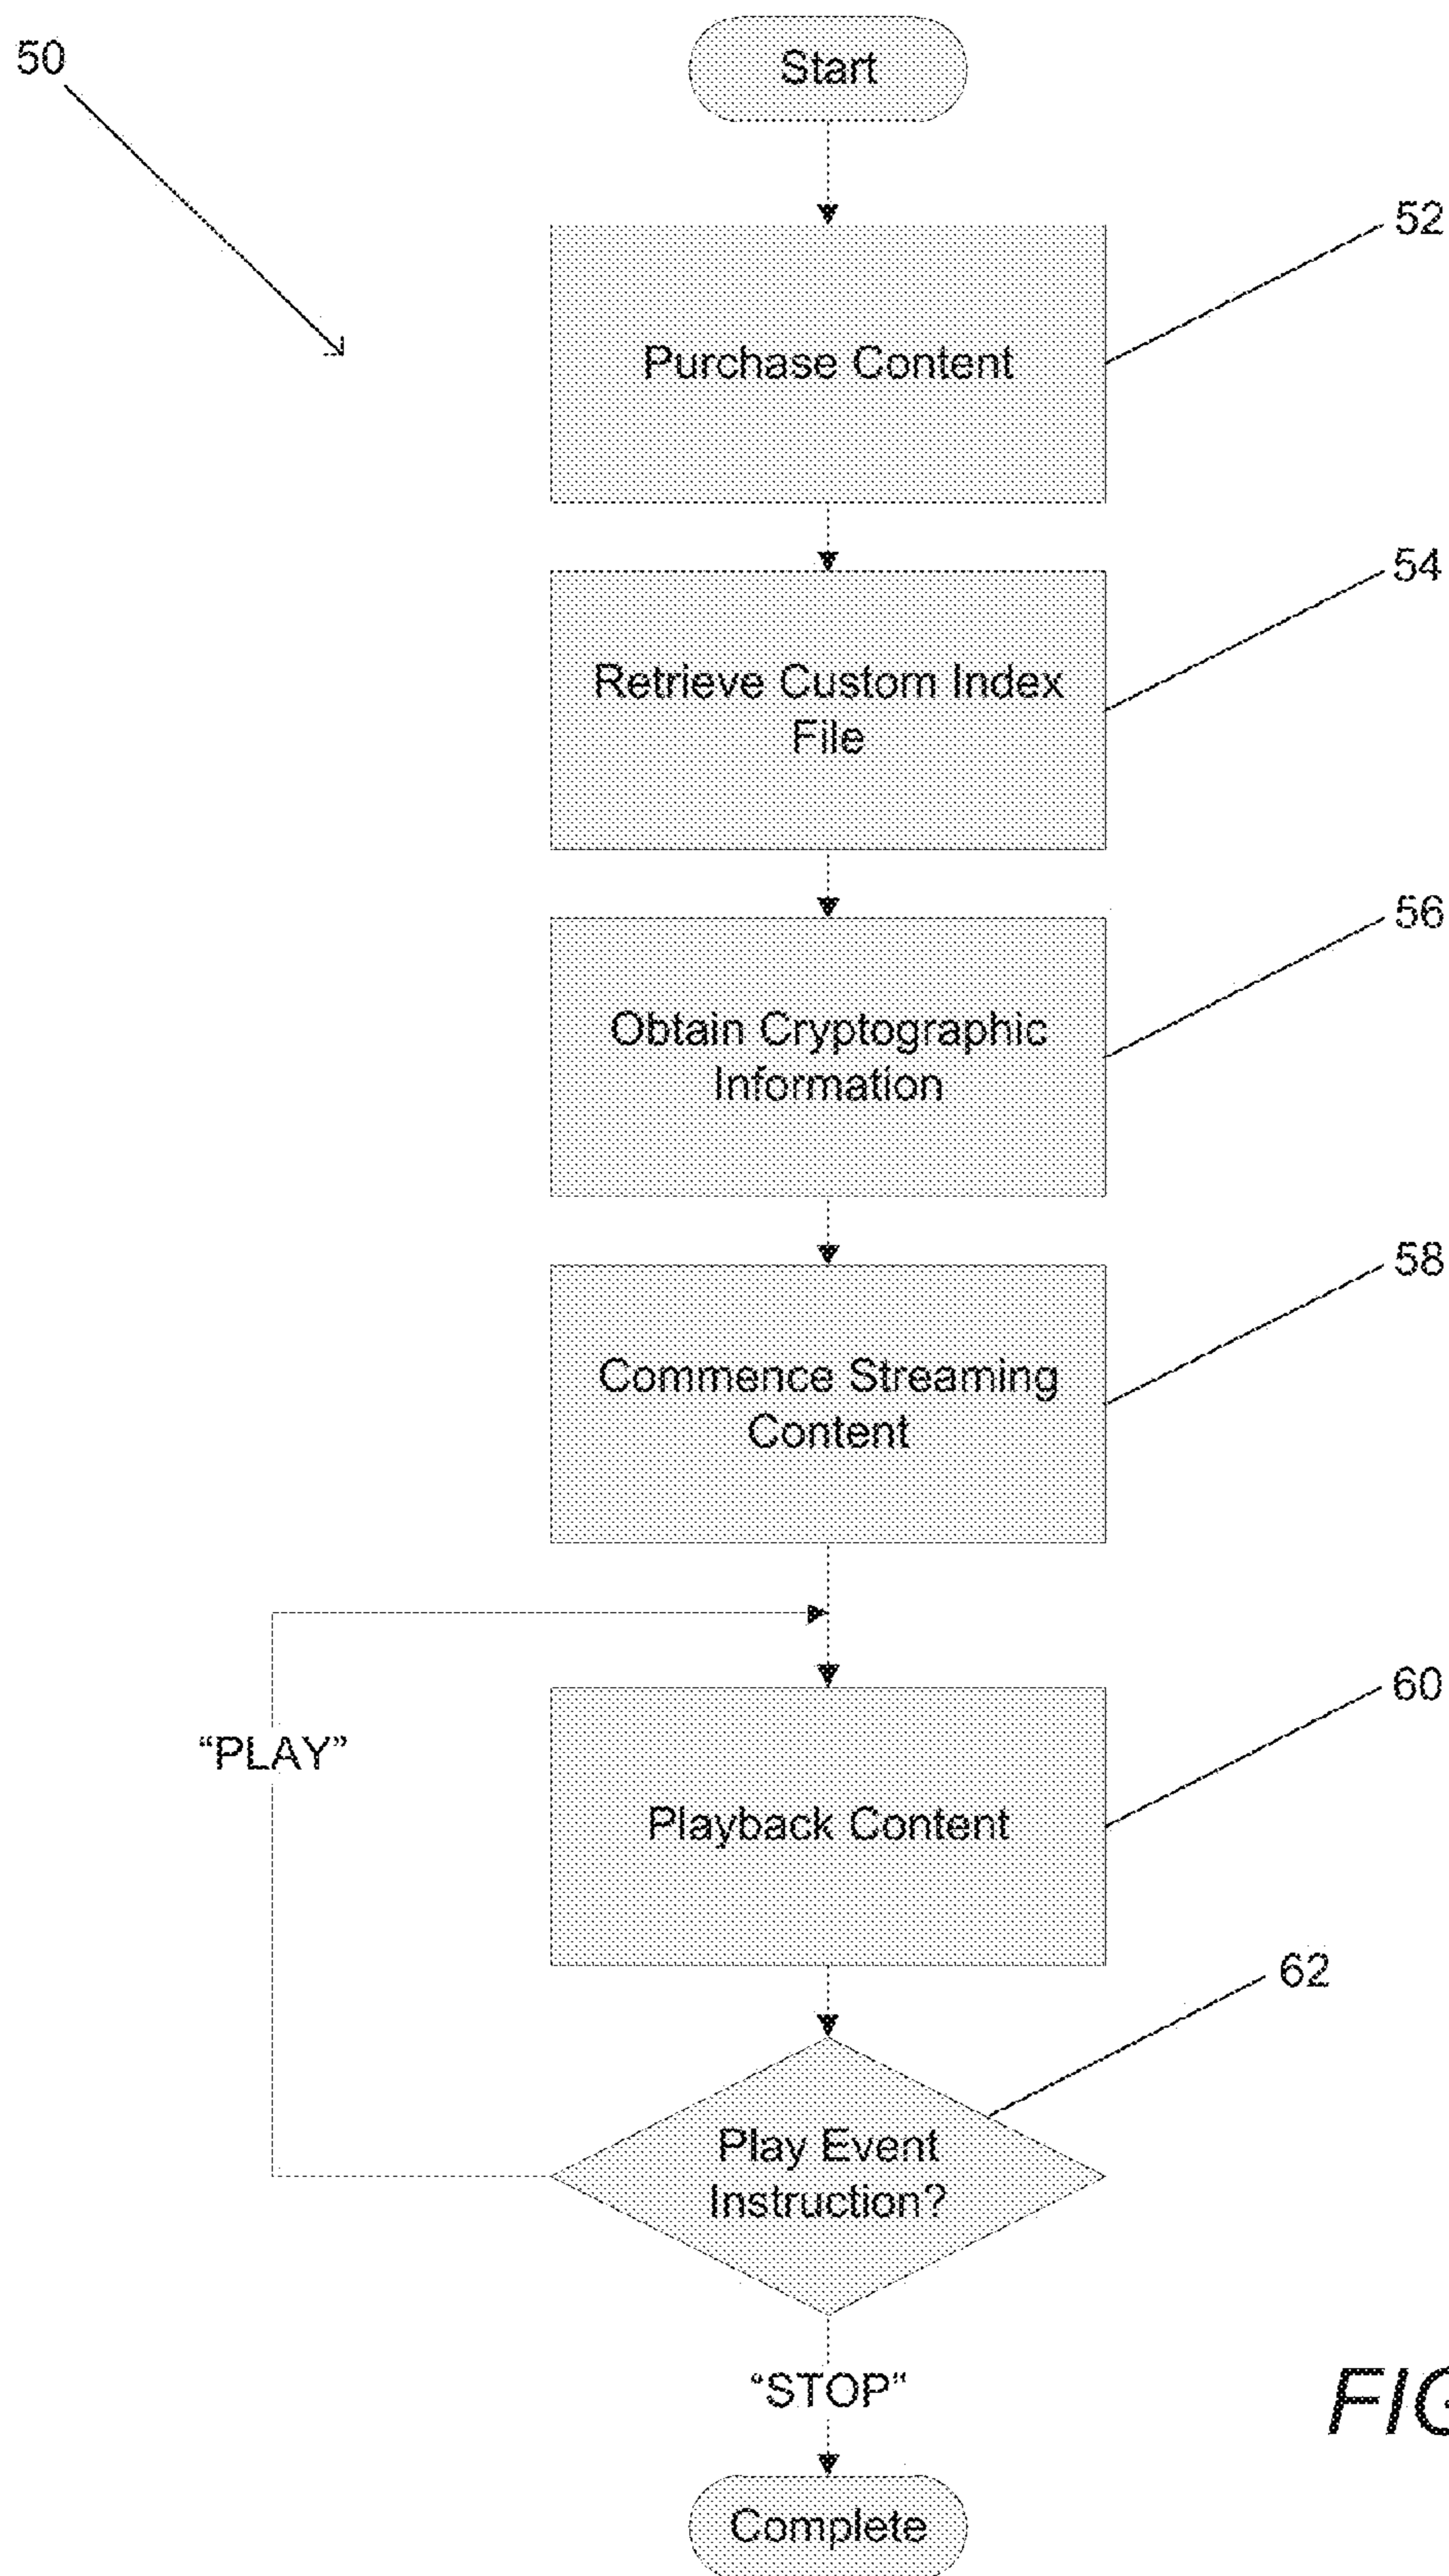 50
Start
52
Purchase Content
54
Retrieve Custom Index
File
56
Obtain Cryptographic
Information
58
Commence Streaming
Content
60
“PLAY”
Playback Content
62
Play Event
Instruction?
“STOP”
Complete